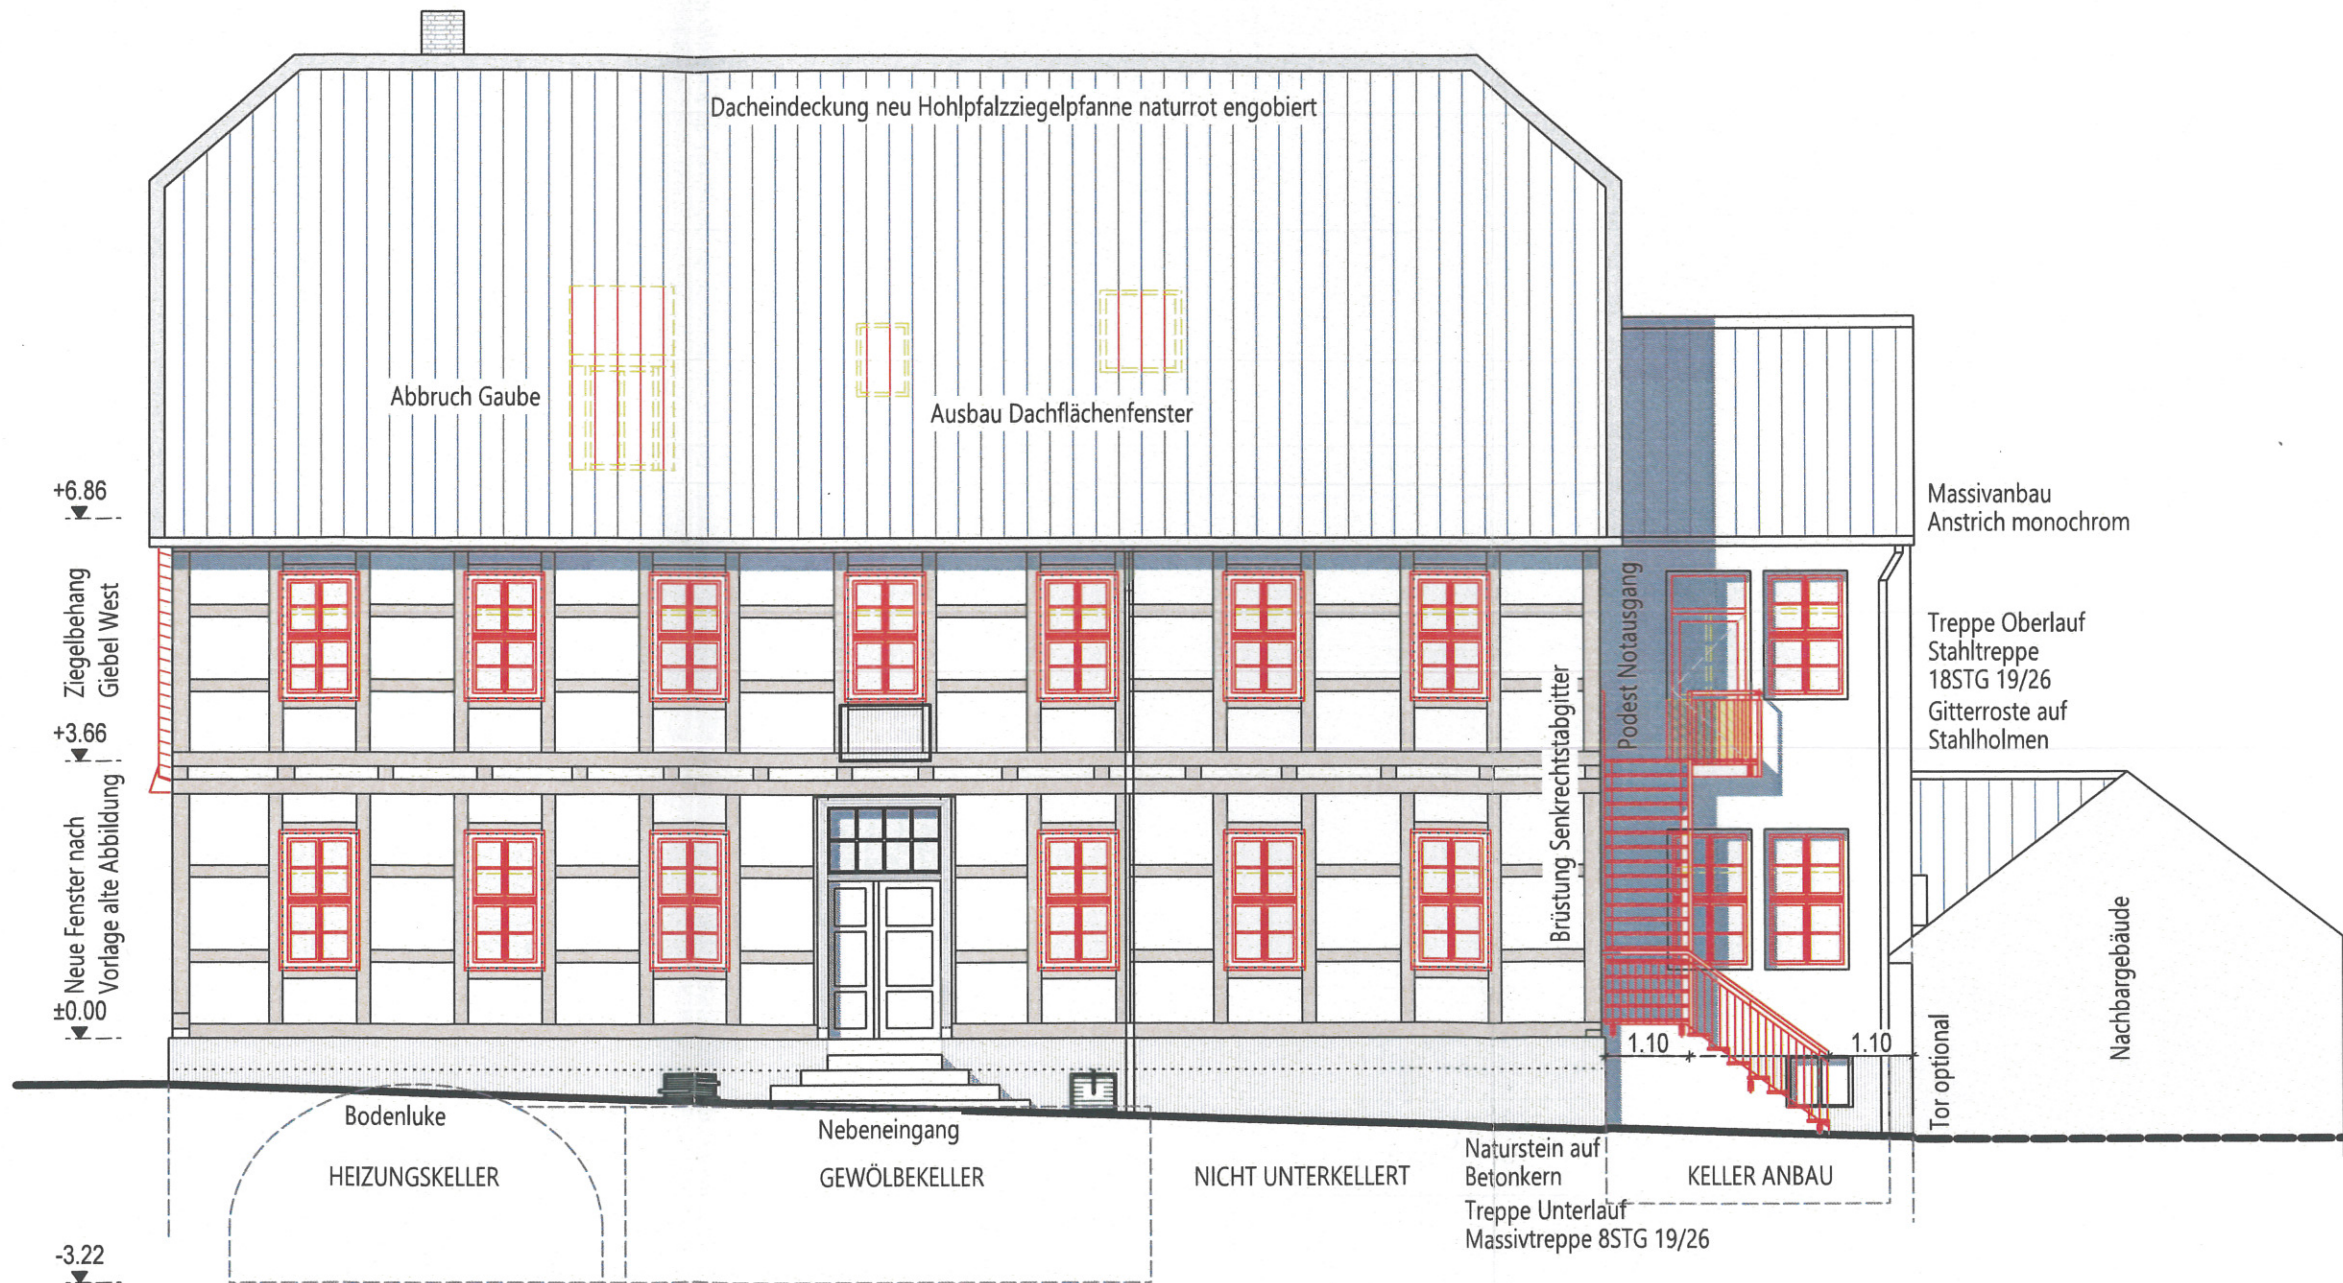 Dacheindeckung neu Hohlpfalzziegelpfanne naturrot engobiert
Abbruch Gaube
Ausbau Dachflächenfenster
+6.86
Massivanbau
Anstrich monochrom
Ziegelbehang
Giebel West
Podest Notausgang
Treppe Oberlauf
Stahltreppe
18STG 19/26
Gitterroste auf
Stahlholmen
+3.66
Brüstung Senkrechtstabgitter
Neue Fenster nach
Vorlage alte Abbildung
±0.00
1.10
1.10
Tor optional
Nachbargebäude
Bodenluke
Nebeneingang
HEIZUNGSKELLER
GEWÖLBEKELLER
NICHT UNTERKELLERT
Naturstein auf
Betonkern
KELLER ANBAU
Treppe Unterlauf
Massivtreppe 8STG 19/26
-3.22